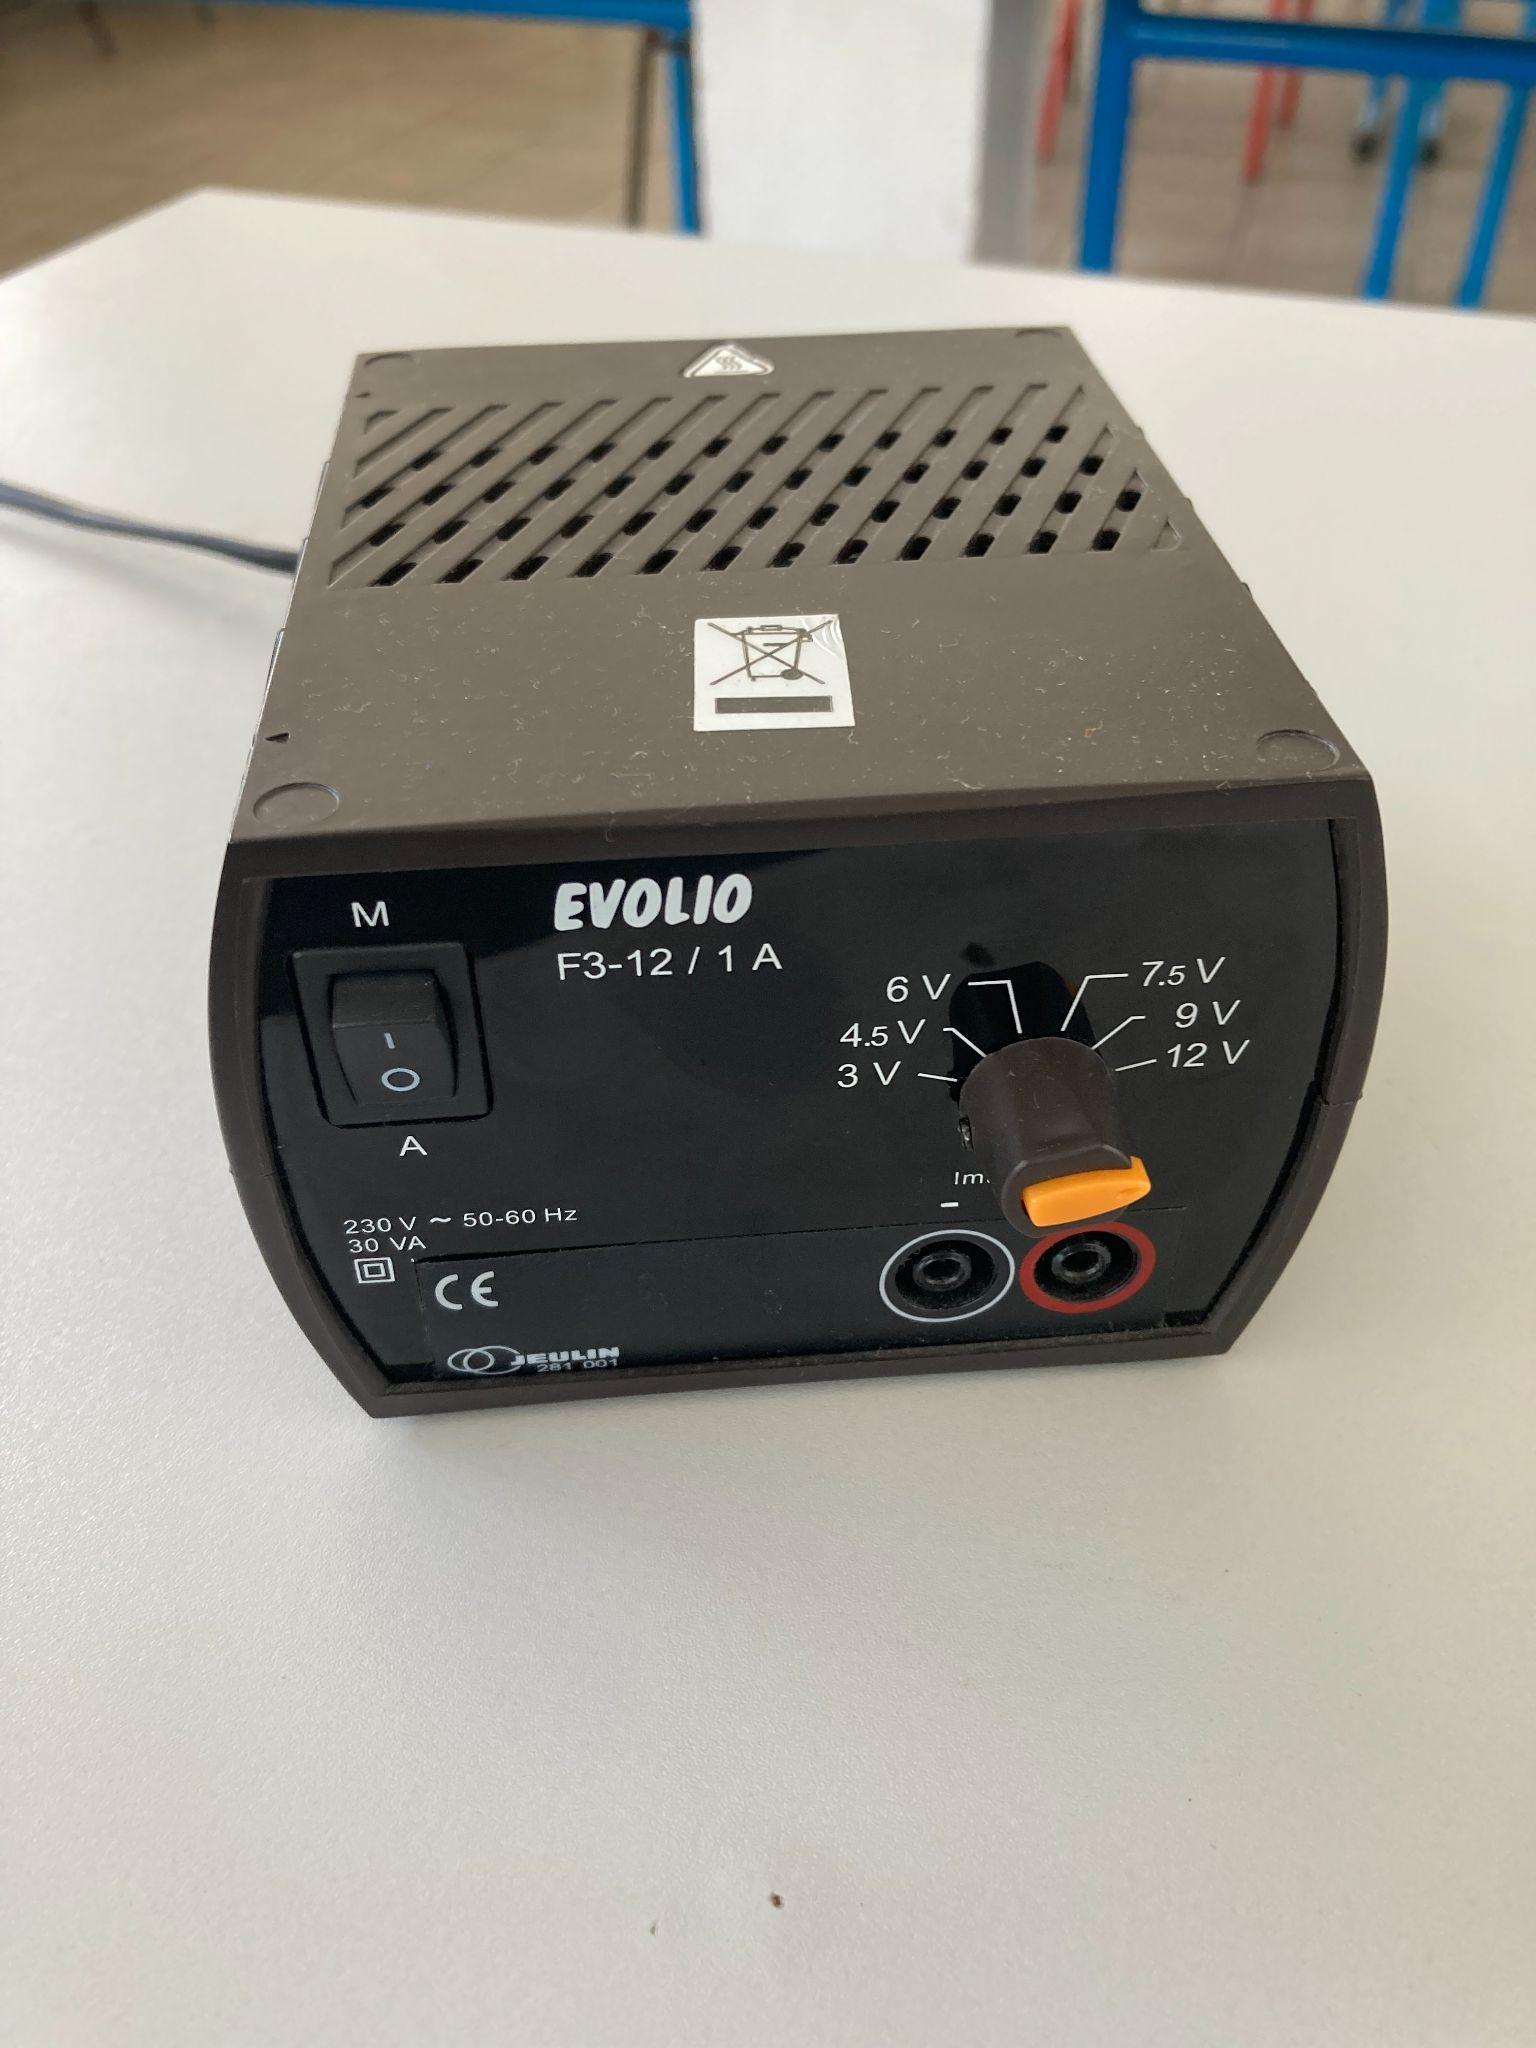 M
EVOLIO
F3-12 / 1 A
6 V
7.5 V
4.5 V
9 V
3 V
12 V
I
O
A
-
230 V ~ 50-60 Hz
30 VA
CE
JEULIN
281 001